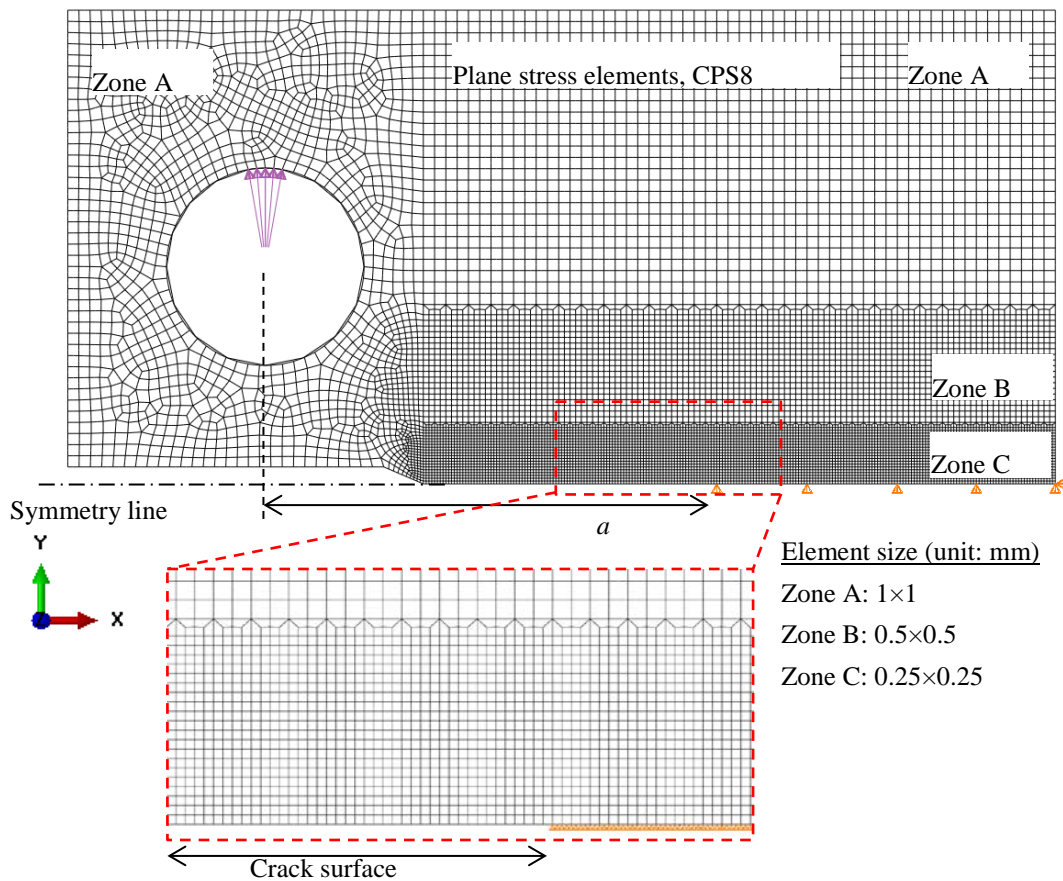 Zone A
Plane stress elements, CPS8
Zone A
Zone B
Zone C
Symmetry line
a
Y
X
Z
Element size (unit: mm)
Zone A: 1×1
Zone B: 0.5×0.5
Zone C: 0.25×0.25
Crack surface